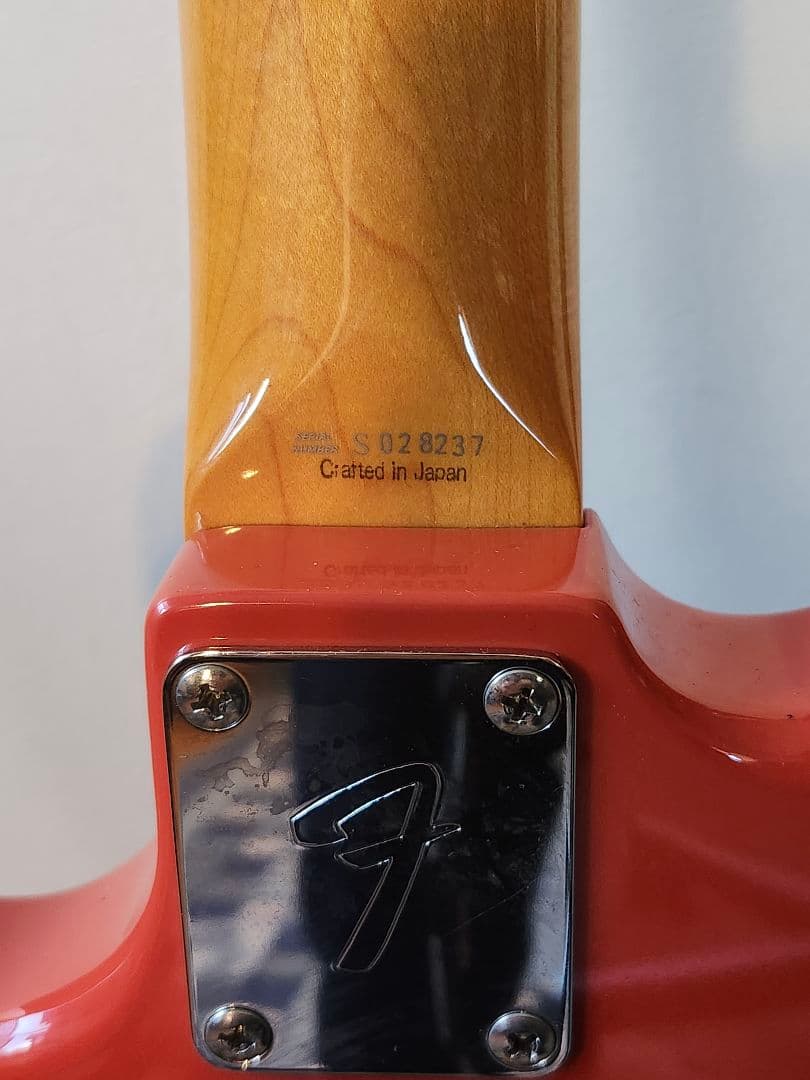 SERIAL
NUMBER S 028237
Crafted in Japan
F